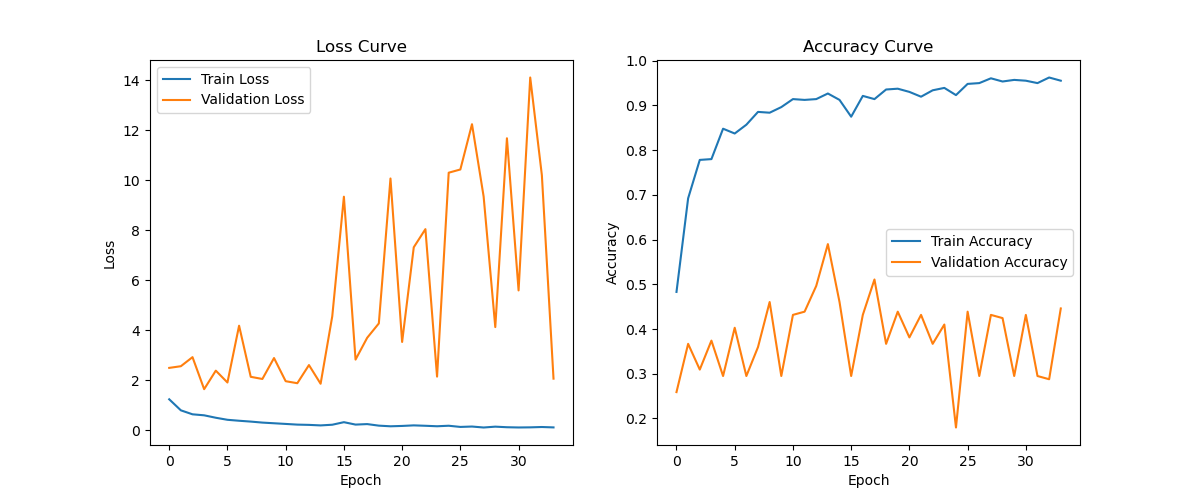 Loss Curve
Train Loss
Validation Loss
14
12
10
8
6
4
2
0
Loss
0 5 10 15 20 25 30
Epoch
Accuracy Curve
1.0
0.9
0.8
0.7
0.6
0.5
0.4
0.3
0.2
Accuracy
Train Accuracy
Validation Accuracy
0 5 10 15 20 25 30
Epoch